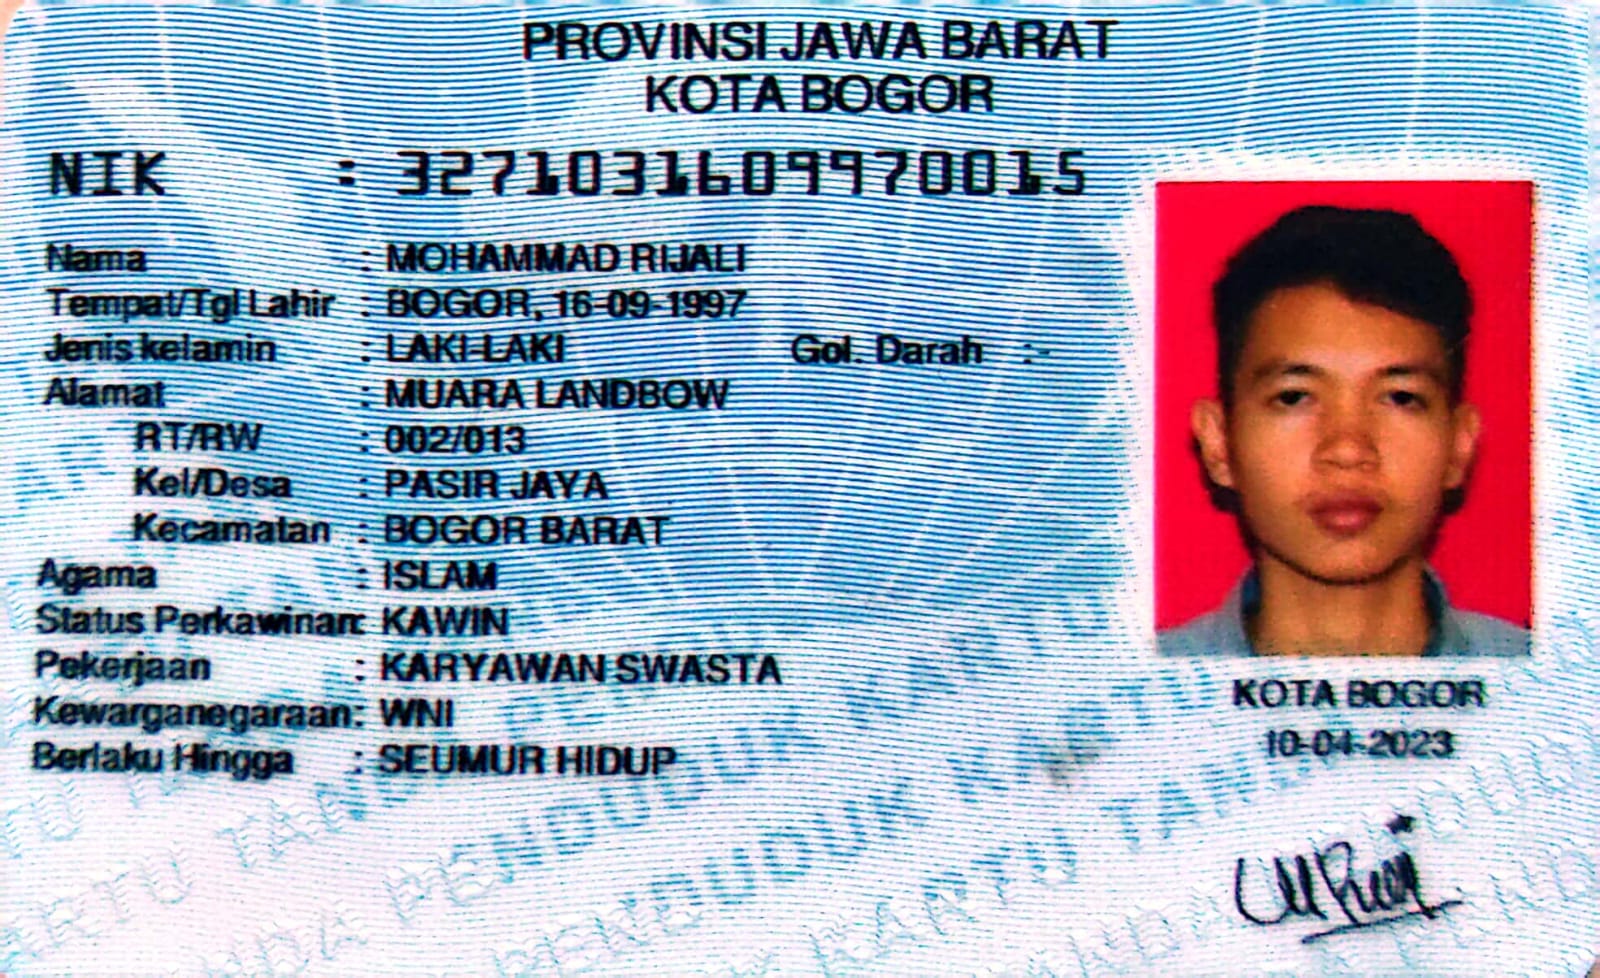 PROVINSI JAWA BARAT
KOTA BOGOR
NIK : 3271031609970015
Nama : MOHAMMAD RIJALI
Tempat/Tgl Lahir : BOGOR, 16-09-1997
Jenis kelamin : LAKI-LAKI Gol. Darah :-
Alamat : MUARA LANDBOW
RT/RW : 002/013
Kel/Desa : PASIR JAYA
Kecamatan : BOGOR BARAT
Agama : ISLAM
Status Perkawinan: KAWIN
Pekerjaan : KARYAWAN SWASTA
Kewarganegaraan: WNI
Berlaku Hingga : SEUMUR HIDUP
KOTA BOGOR
10-04-2023